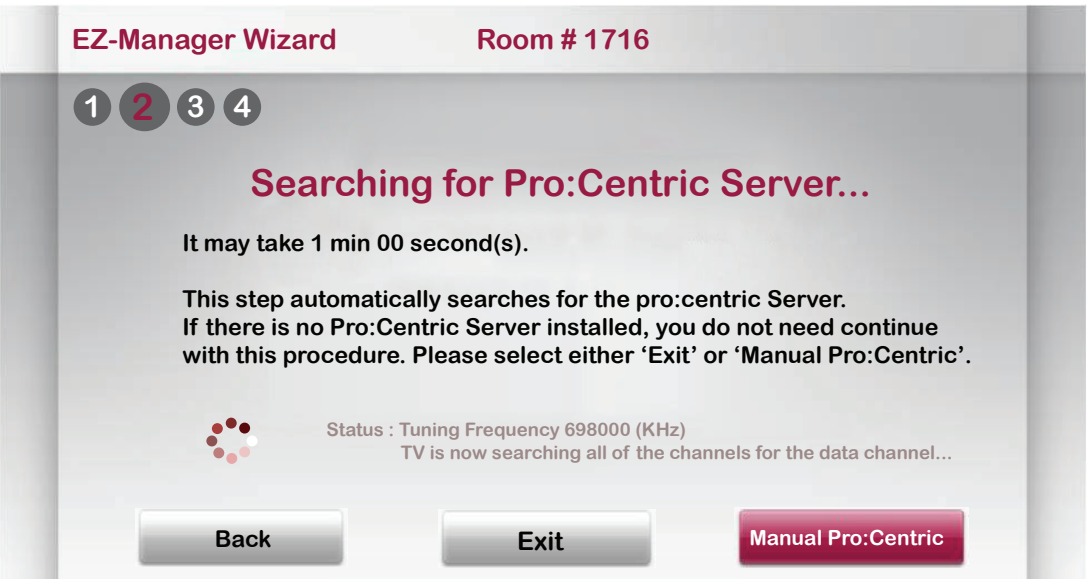 EZ-Manager Wizard Room # 1716
1 2 3 4
Searching for Pro:Centric Server...
It may take 1 min 00 second(s).
This step automatically searches for the pro:centric Server.
If there is no Pro:Centric Server installed, you do not need continue
with this procedure. Please select either ‘Exit’ or ‘Manual Pro:Centric’.
Status : Tuning Frequency 698000 (KHz)
TV is now searching all of the channels for the data channel...
Back Exit Manual Pro:Centric